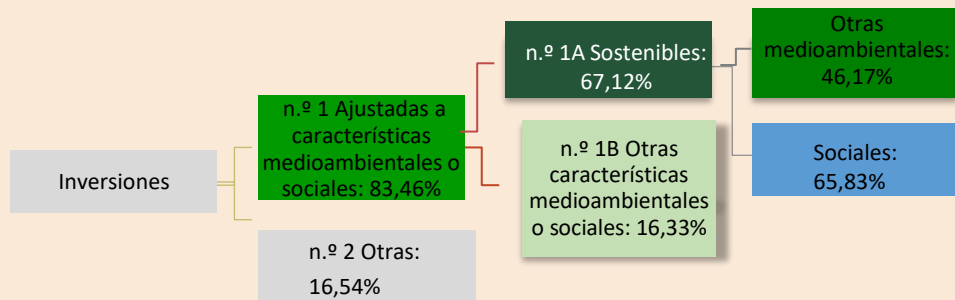 Inversiones
n.º 1 Ajustadas a
características
medioambientales o
sociales: 83,46%
n.º 2 Otras:
16,54%
n.º 1A Sostenibles:
67,12%
n.º 1B Otras
características
medioambientales
o sociales: 16,33%
Otras
medioambientales:
46,17%
Sociales:
65,83%